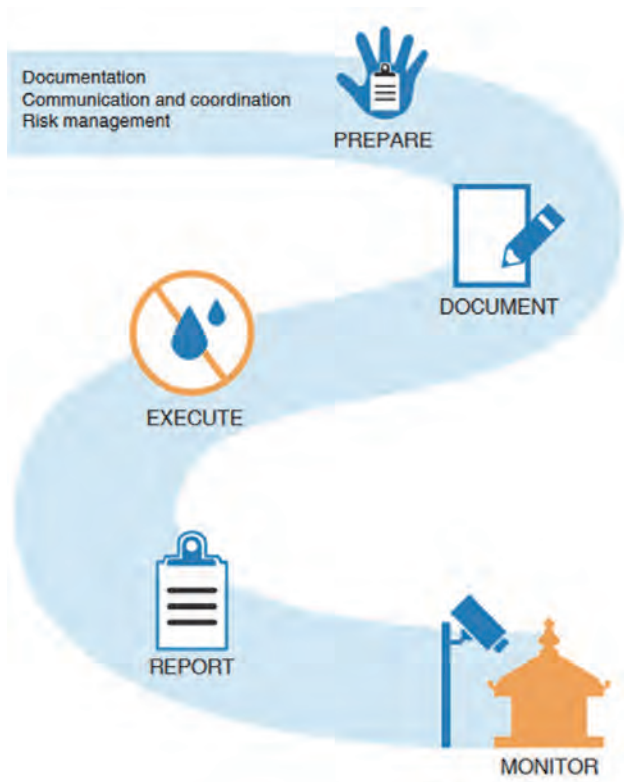 Documentation
Communication and coordination
Risk management
PREPARE
DOCUMENT
EXECUTE
REPORT
MONITOR